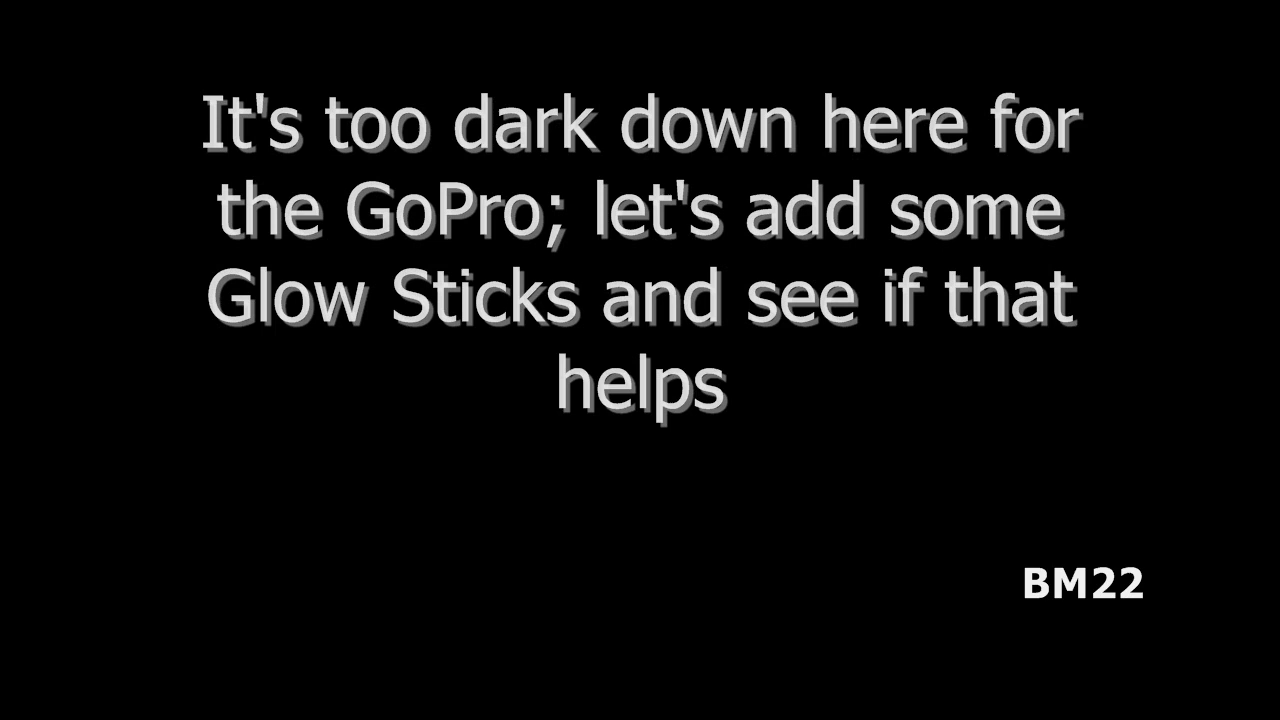 It's too dark down here for
the GoPro; let's add some
Glow Sticks and see if that
helps
BM22